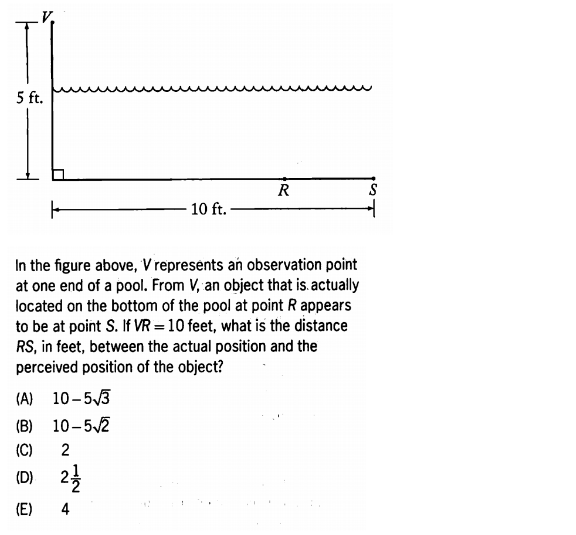 V
5 ft.
R
S
10 ft.
In the figure above, V represents an observation point
at one end of a pool. From V, an object that is actually
located on the bottom of the pool at point R appears
to be at point S. If VR = 10 feet, what is the distance
RS, in feet, between the actual position and the
perceived position of the object?
(A) 10 – 5√3
(B) 10 – 5√2
(C) 2
(D) 2 1/2
(E) 4